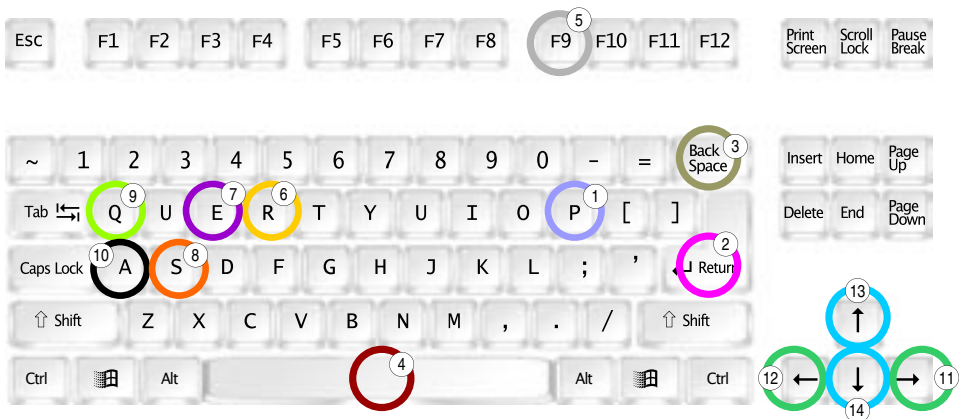 5
Esc F1 F2 F3 F4 F5 F6 F7 F8 F9 F10 F11 F12 Print Screen Scroll Lock Pause Break
~ 1 2 3 4 5 6 7 8 9 0 - = Back Space 3 Insert Home Page Up
Tab Q 9 U E 7 R 6 T Y U I O P 1 [ ] Delete End Page Down
Caps Lock 10 A S 8 D F G H J K L ; ' Return 2
13
⇧ Shift Z X C V B N M , . / ⇧ Shift ↑
Ctrl Alt 4 Alt Ctrl 12 ← ↓ → 11
14